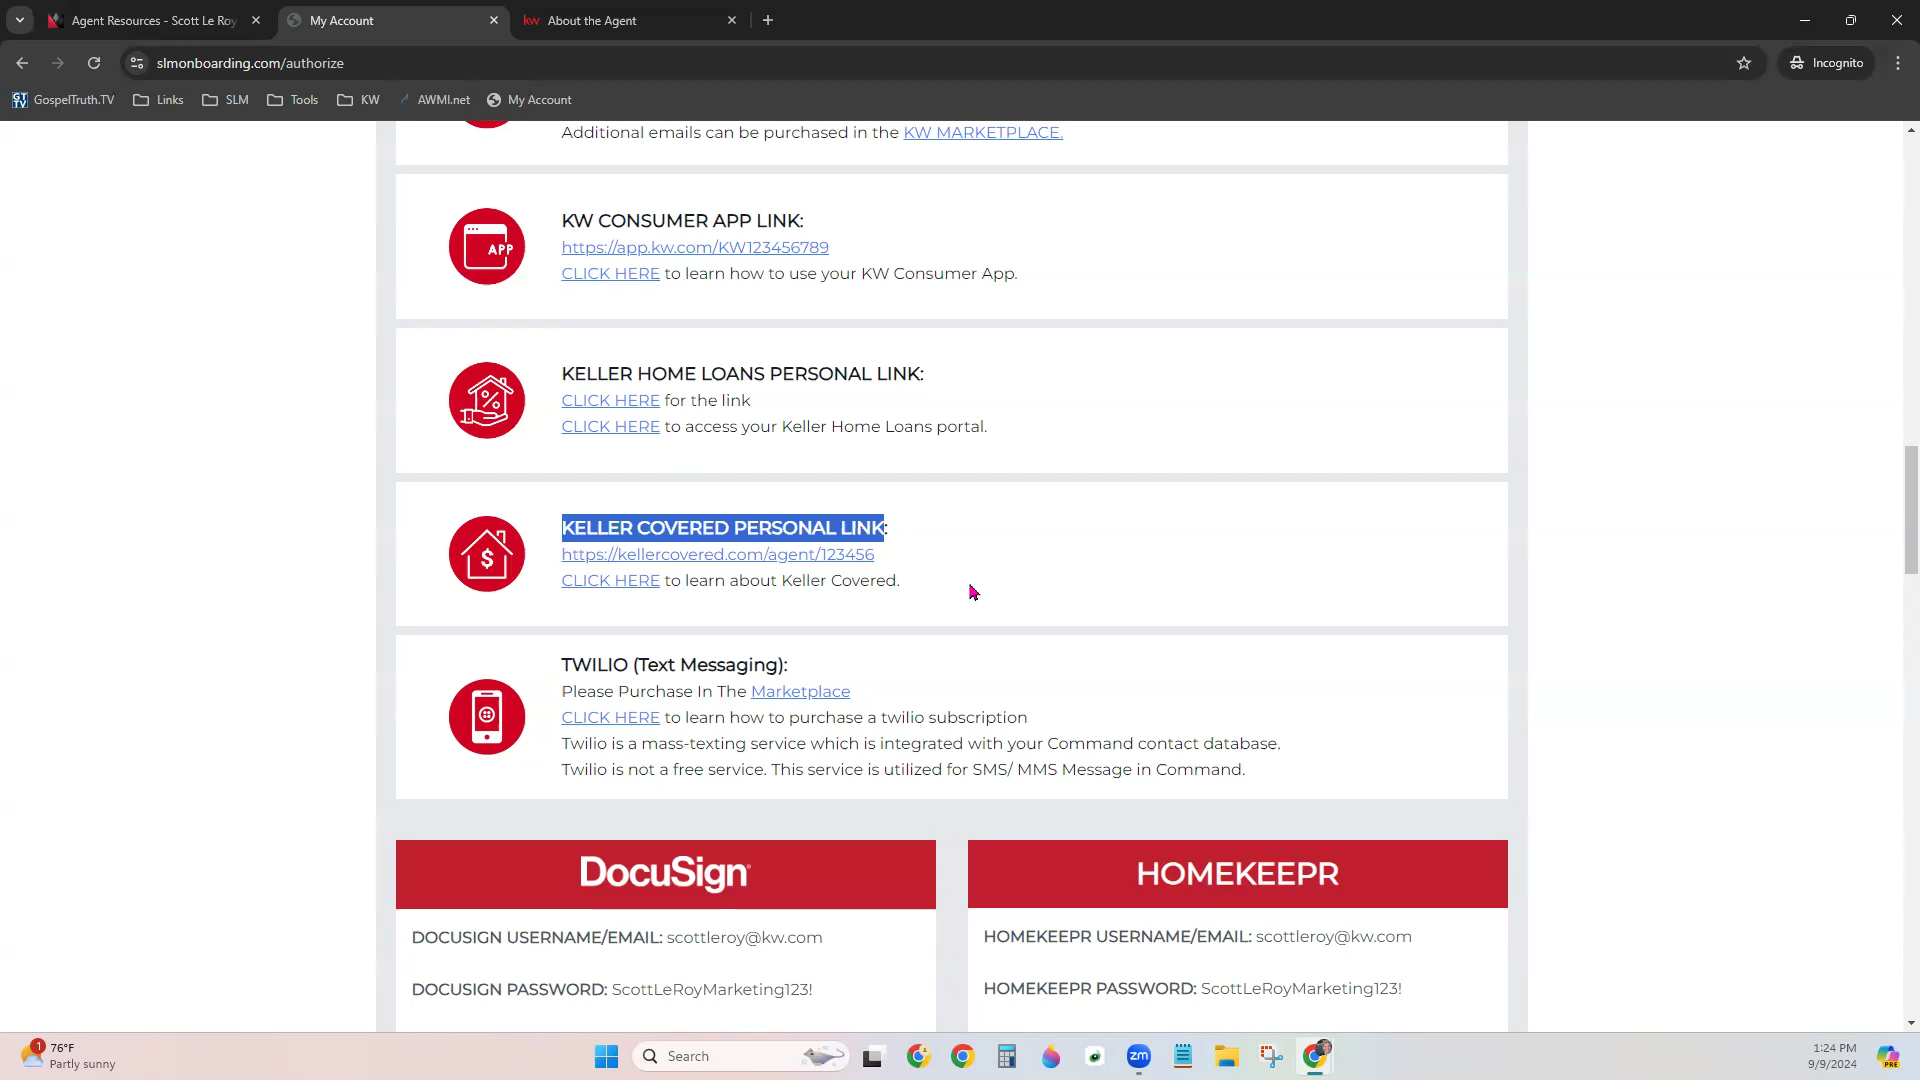 Agent Resources - Scott Le Roy
My Account
kw About the Agent
slmonboarding.com/authorize
Incognito
GT TV GospelTruth.TV
Links
SLM
Tools
KW
AWMI.net
My Account
Additional emails can be purchased in the KW MARKETPLACE.
APP
KW CONSUMER APP LINK:
https://app.kw.com/KW123456789
CLICK HERE to learn how to use your KW Consumer App.
KELLER HOME LOANS PERSONAL LINK:
CLICK HERE for the link
CLICK HERE to access your Keller Home Loans portal.
KELLER COVERED PERSONAL LINK:
https://kellercovered.com/agent/123456
CLICK HERE to learn about Keller Covered.
TWILIO (Text Messaging):
Please Purchase In The Marketplace
CLICK HERE to learn how to purchase a twilio subscription
Twilio is a mass-texting service which is integrated with your Command contact database.
Twilio is not a free service. This service is utilized for SMS/ MMS Message in Command.
DocuSign
DOCUSIGN USERNAME/EMAIL: scottleroy@kw.com
DOCUSIGN PASSWORD: ScottLeRoyMarketing123!
HOMEKEEPR
HOMEKEEPR USERNAME/EMAIL: scottleroy@kw.com
HOMEKEEPR PASSWORD: ScottLeRoyMarketing123!
1
76°F
Partly sunny
Search
zm
1:24 PM
9/9/2024
PRE